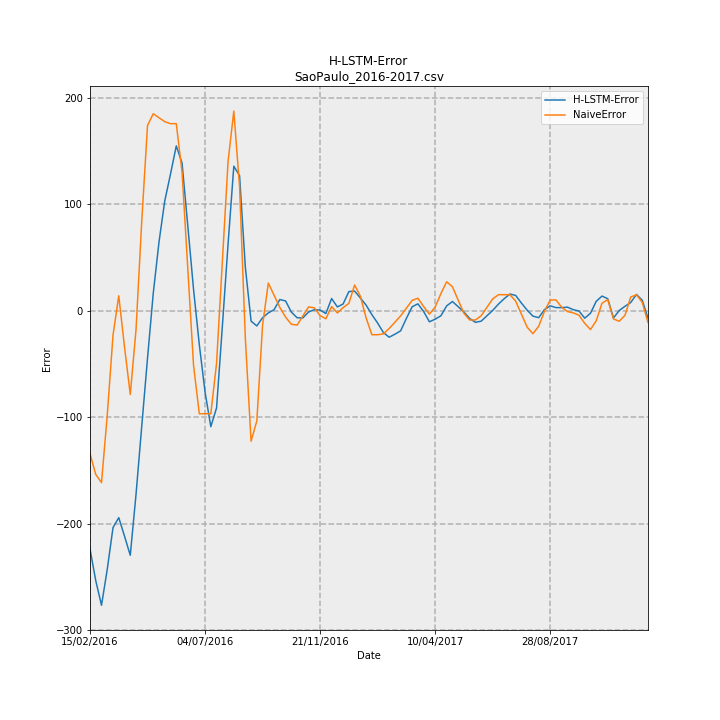 H-LSTM-Error
SaoPaulo_2016-2017.csv
H-LSTM-Error
NaiveError
200
100
0
−100
−200
−300
Error
15/02/2016
04/07/2016
21/11/2016
10/04/2017
28/08/2017
Date